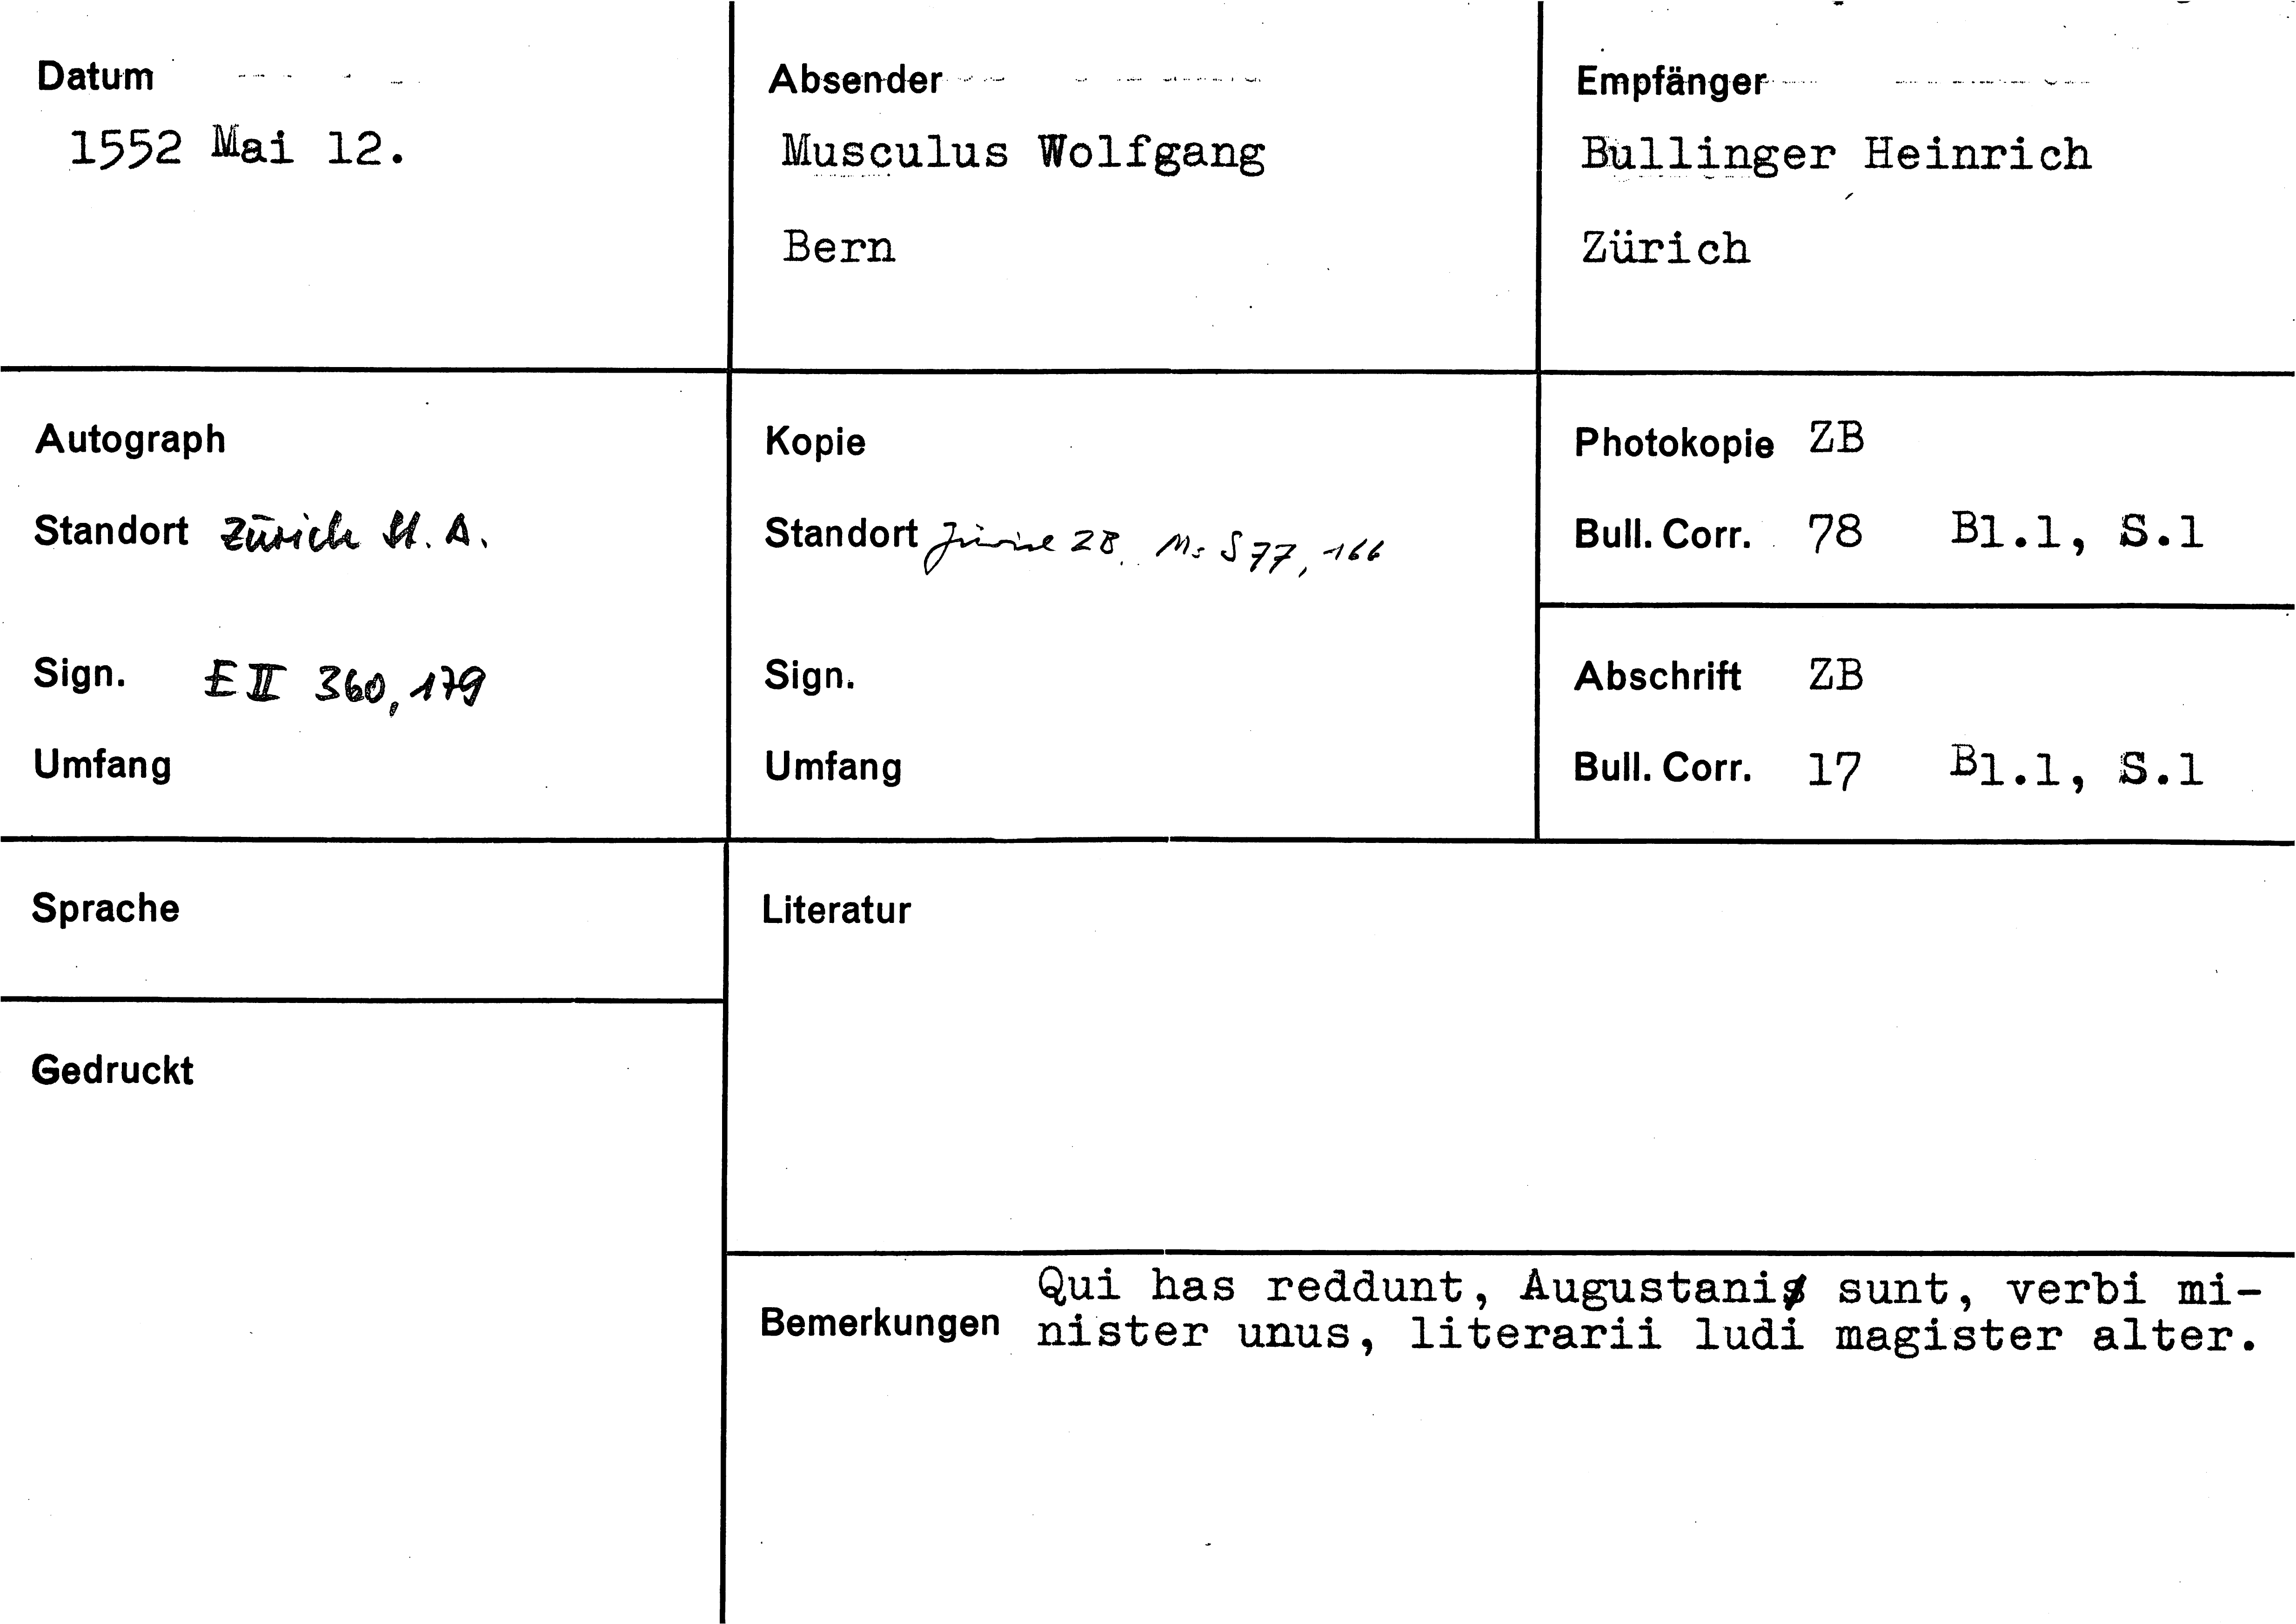 Datum
1552 Mai 12.
Absender
Musculus Wolfgang
Bern
Empfänger
Bullinger Heinrich
Zürich
Autograph
Standort Zürich St. A.
Sign. E II 360, 179
Umfang
Kopie
Standort Zürich ZB. Ms S 77, 166
Sign.
Umfang
Photokopie ZB
Bull. Corr. 78 Bl.1, S.1
Abschrift ZB
Bull. Corr. 17 Bl.1, S.1
Sprache
Gedruckt
Literatur
Bemerkungen
Qui has reddunt, Augustani sunt, verbi mi-
nister unus, literarii ludi magister alter.